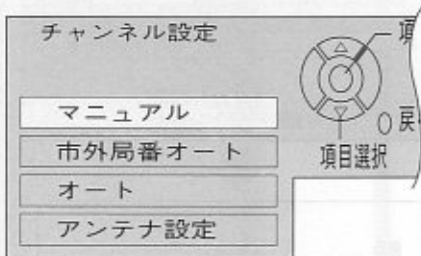 チャンネル設定
項
マニュアル
戻
市外局番オート
項目選択
オート
アンテナ設定